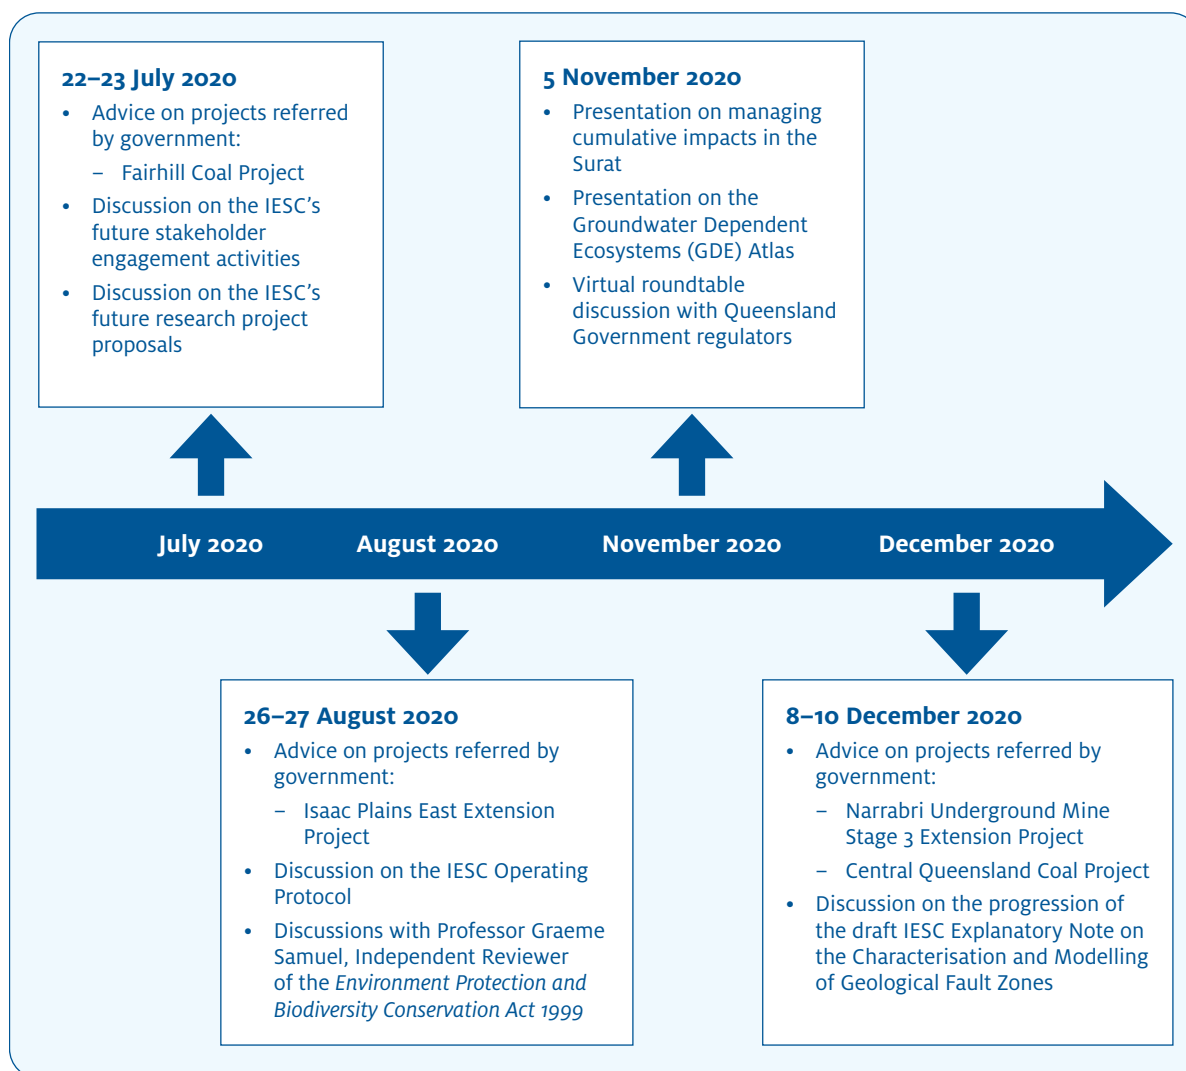 22–23 July 2020
• Advice on projects referred
by government:
– Fairhill Coal Project
• Discussion on the IESC's
future stakeholder
engagement activities
• Discussion on the IESC's
future research project
proposals
5 November 2020
• Presentation on managing
cumulative impacts in the
Surat
• Presentation on the
Groundwater Dependent
Ecosystems (GDE) Atlas
• Virtual roundtable
discussion with Queensland
Government regulators
July 2020
August 2020
November 2020
December 2020
26–27 August 2020
• Advice on projects referred by
government:
– Isaac Plains East Extension
Project
• Discussion on the IESC Operating
Protocol
• Discussions with Professor Graeme
Samuel, Independent Reviewer
of the Environment Protection and
Biodiversity Conservation Act 1999
8–10 December 2020
• Advice on projects referred by
government:
– Narrabri Underground Mine
Stage 3 Extension Project
– Central Queensland Coal Project
• Discussion on the progression of
the draft IESC Explanatory Note on
the Characterisation and Modelling
of Geological Fault Zones